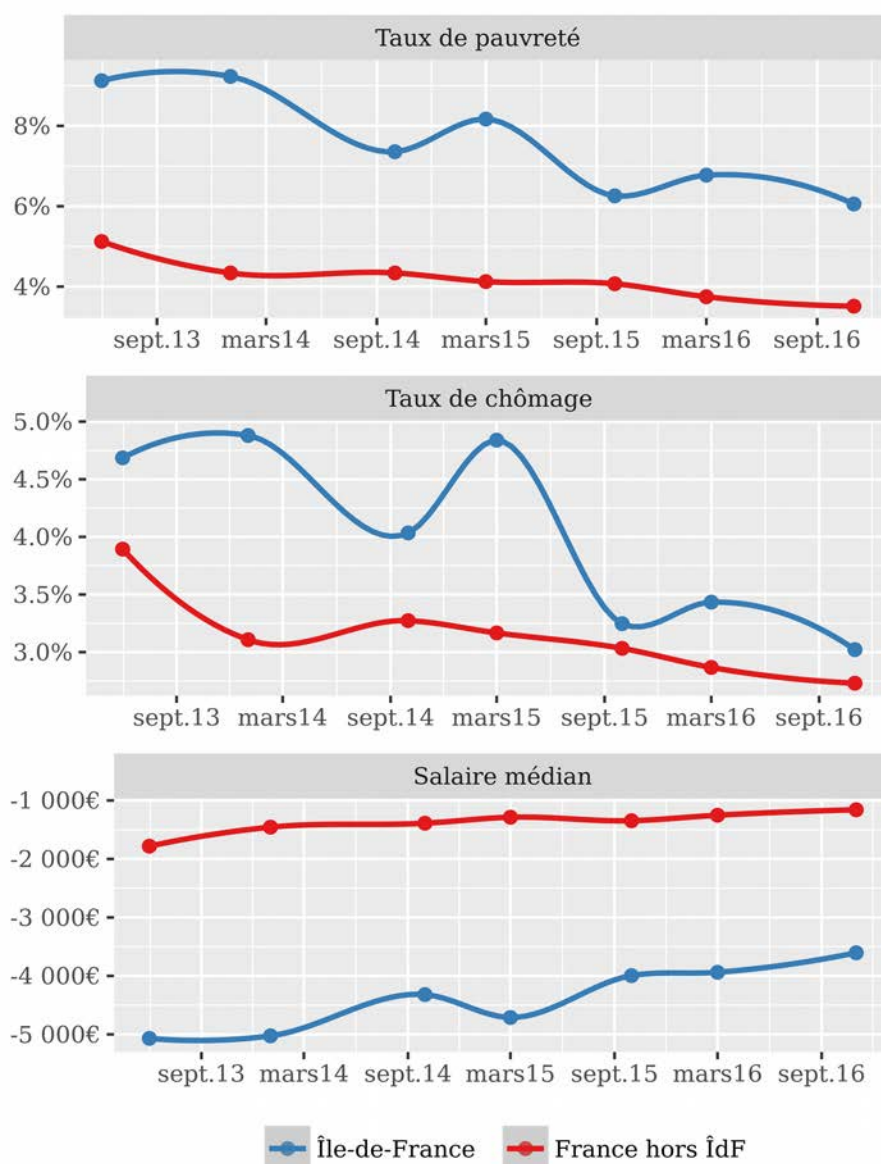 Taux de pauvreté
8%
6%
4%
sept.13 mars14 sept.14 mars15 sept.15 mars16 sept.16
Taux de chômage
5.0%
4.5%
4.0%
3.5%
3.0%
sept.13 mars14 sept.14 mars15 sept.15 mars16 sept.16
Salaire médian
-1 000€
-2 000€
-3 000€
-4 000€
-5 000€
sept.13 mars14 sept.14 mars15 sept.15 mars16 sept.16
Île-de-France France hors ÎdF